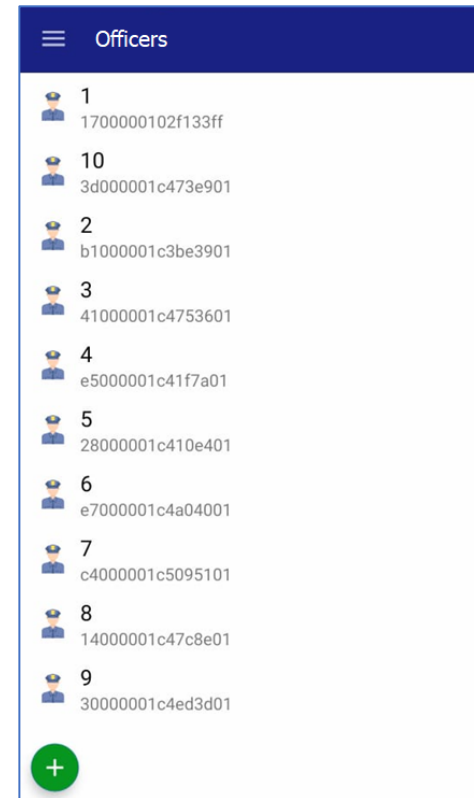 Officers
1
1700000102f133ff
10
3d000001c473e901
2
b1000001c3be3901
3
41000001c4753601
4
e5000001c41f7a01
5
28000001c410e401
6
e7000001c4a04001
7
c4000001c5095101
8
14000001c47c8e01
9
30000001c4ed3d01
+